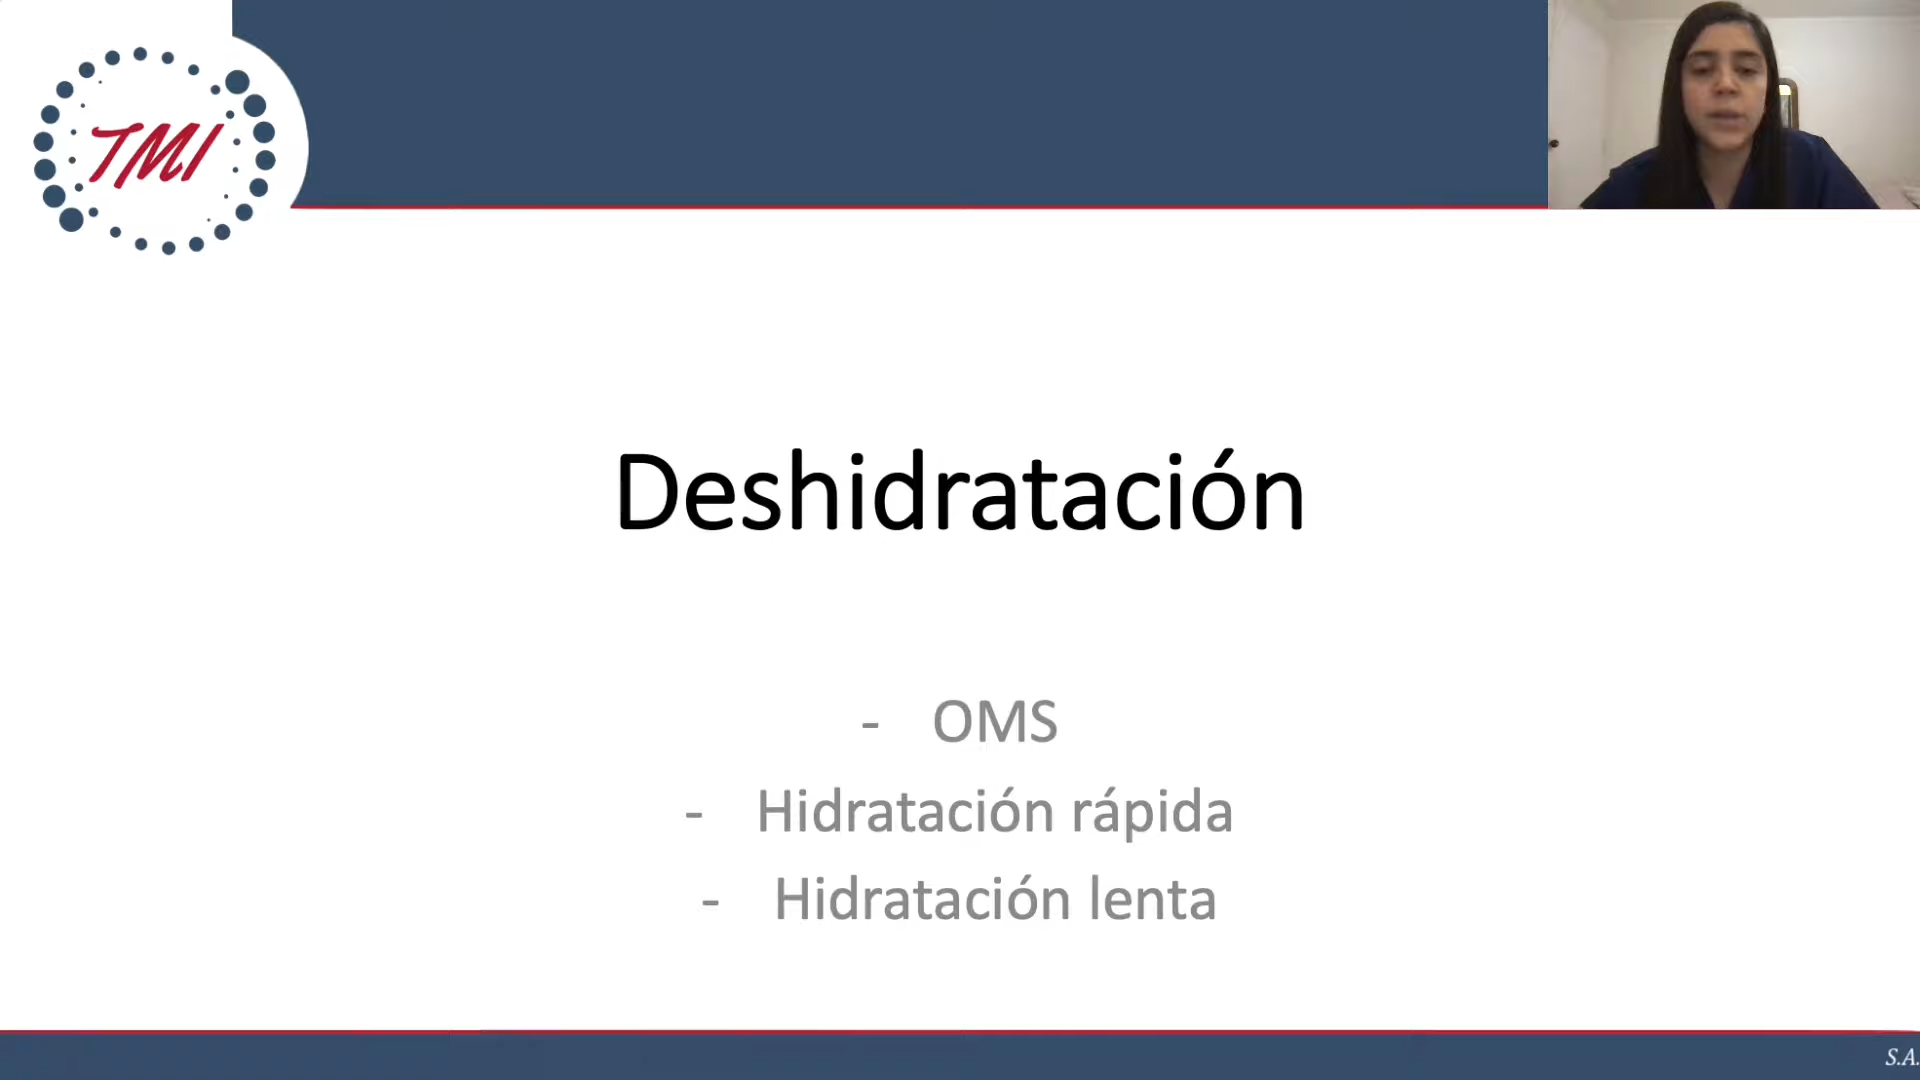 TMI
Deshidratación
- OMS
- Hidratación rápida
- Hidratación lenta
S.A.